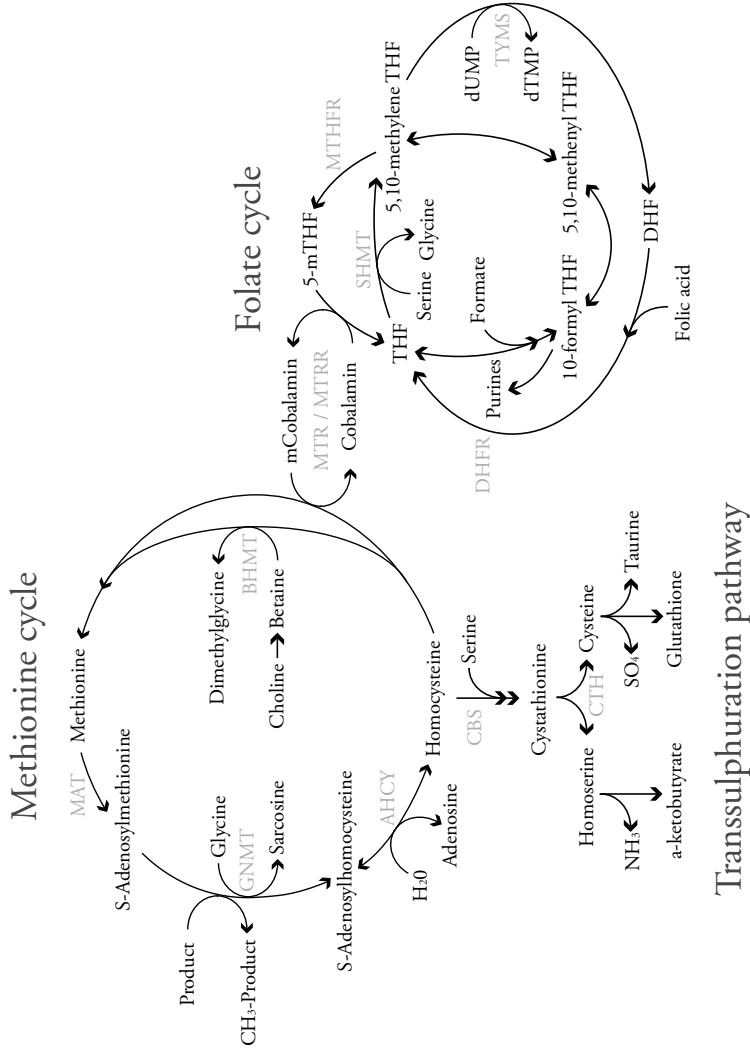 Methionine cycle
Methionine
MAT
S-Adenosylmethionine
Product
CH₃-Product
Glycine
GNMT
Sarcosine
S-Adenosylhomocysteine
H₂0
AHCY
Adenosine
Homocysteine
Dimethylglycine
BHMT
Choline
Betaine
mCobalamin
MTR / MTRR
Cobalamin
Folate cycle
5-mTHF
MTHFR
THF
SHMT
Serine
Glycine
5,10-methylene THF
dUMP
TYMS
dTMP
Formate
Purines
10-formyl THF
5,10-methenyl THF
DHFR
DHF
Folic acid
CBS
Serine
Cystathionine
CTH
Homoserine
Cysteine
NH₃
a-ketobutyrate
SO₄
Taurine
Glutathione
Transsulphuration pathway